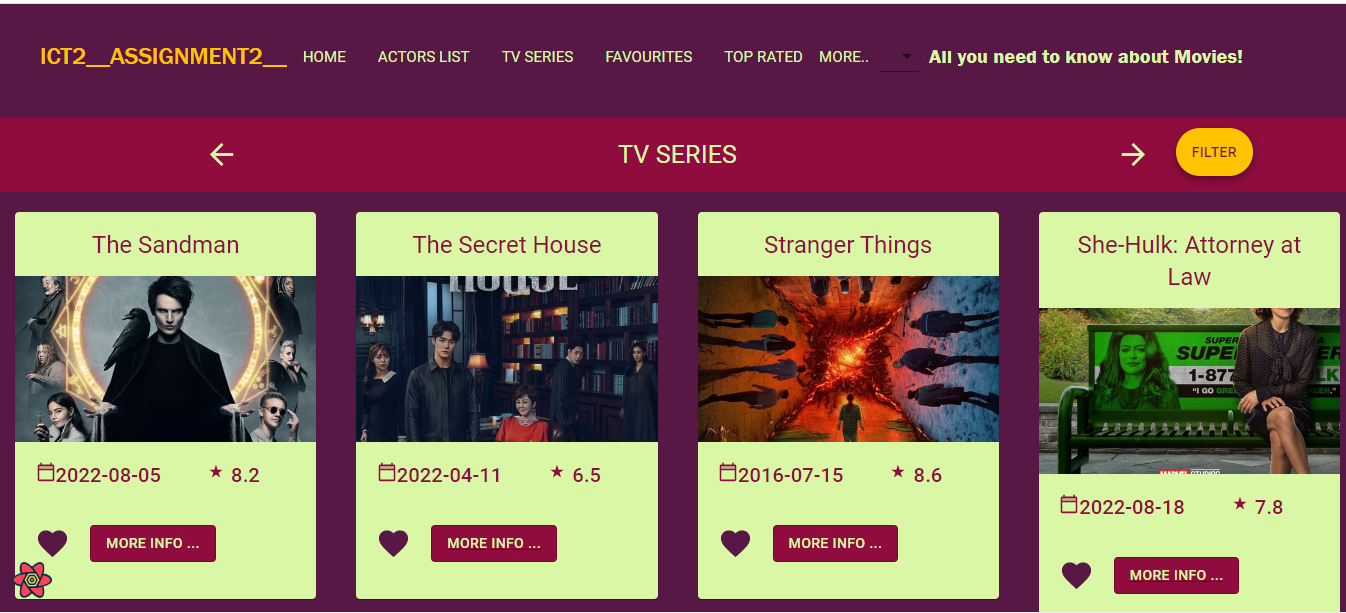 ICT2__ASSIGNMENT2__ HOME ACTORS LIST TV SERIES FAVOURITES TOP RATED MORE.. All you need to know about Movies!
TV SERIES FILTER
The Sandman
2022-08-05 ★ 8.2
MORE INFO ...
The Secret House
HOUSE
2022-04-11 ★ 6.5
MORE INFO ...
Stranger Things
2016-07-15 ★ 8.6
MORE INFO ...
She-Hulk: Attorney at
Law
SUPER
1-877
"I GO
2022-08-18 ★ 7.8
MORE INFO ...